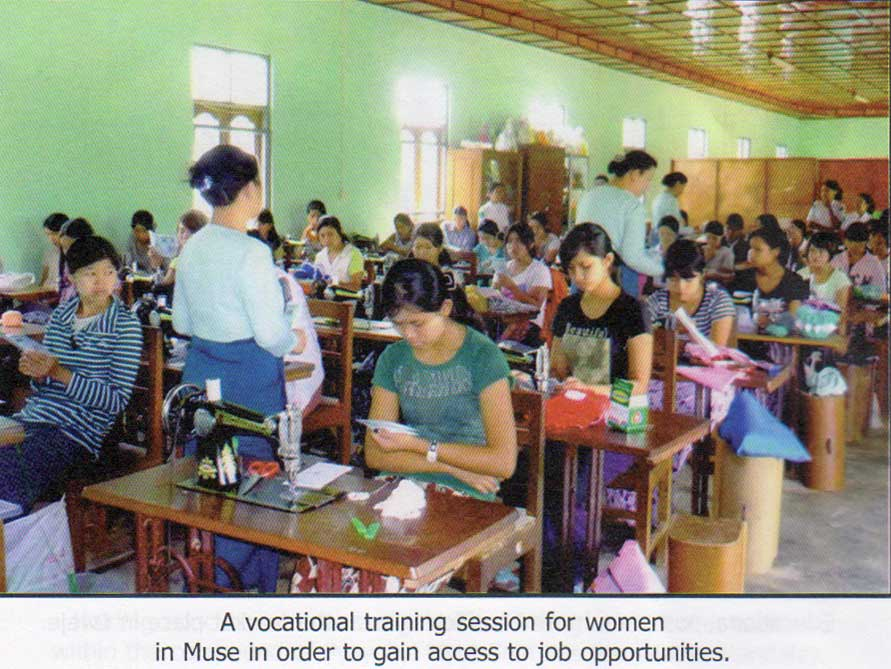 A vocational training session for women
in Muse in order to gain access to job opportunities.